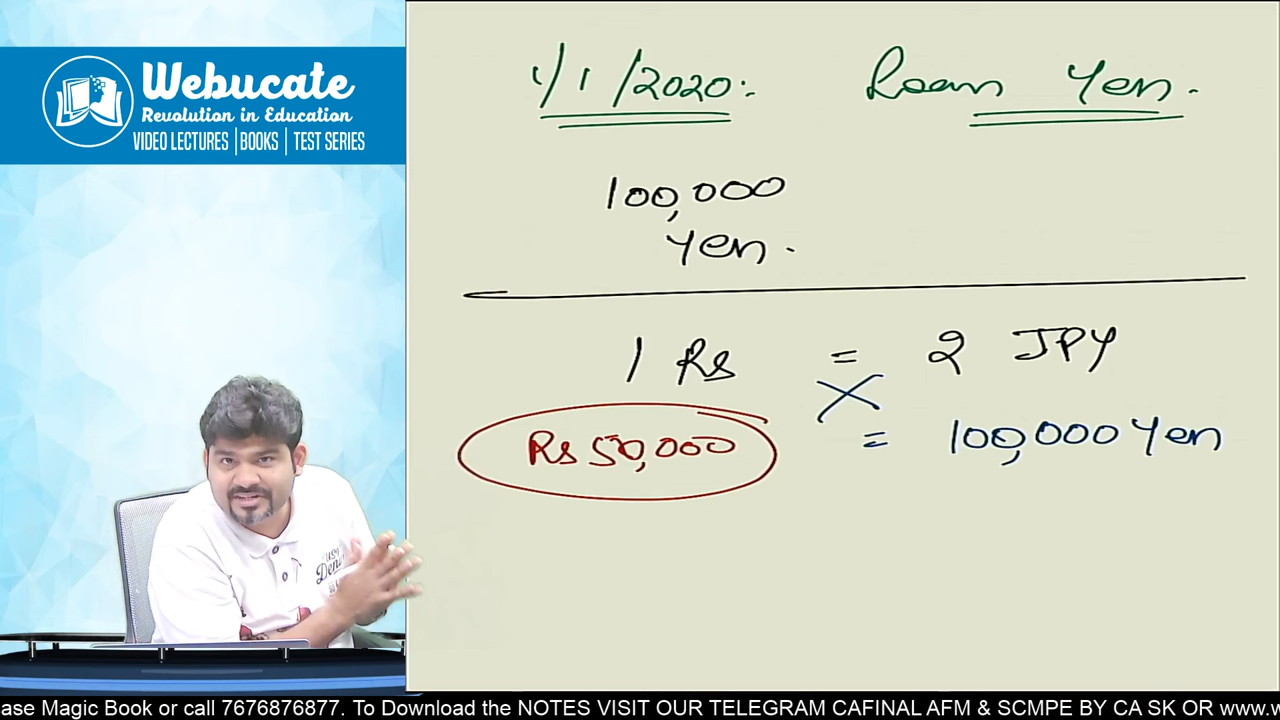 Webucate
Revolution in Education
VIDEO LECTURES | BOOKS | TEST SERIES
1/1/2020:. Loan Yen.
100,000
Yen.
1 Rs = 2 JPY
Rs 50,000 = 100,000 Yen
ase Magic Book or call 7676876877. To Download the NOTES VISIT OUR TELEGRAM CAFINAL AFM & SCMPE BY CA SK OR www.w